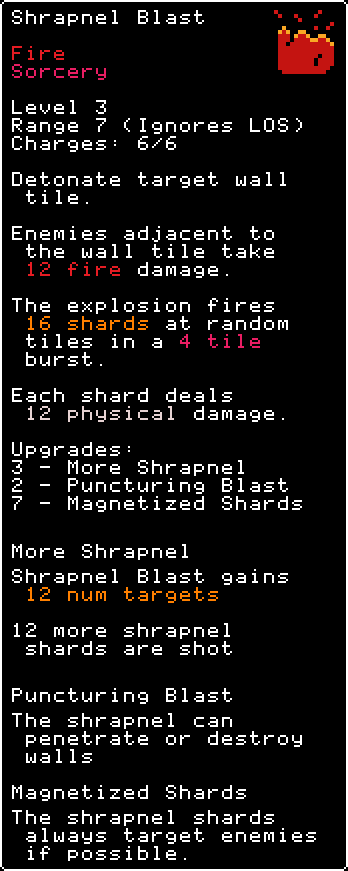 Shrapnel Blast
Fire
Sorcery
Level 3
Range 7 (Ignores LOS)
Charges: 6/6
Detonate target wall
tile.
Enemies adjacent to
the wall tile take
12 fire damage.
The explosion fires
16 shards at random
tiles in a 4 tile
burst.
Each shard deals
12 physical damage.
Upgrades:
3 - More Shrapnel
2 - Puncturing Blast
7 - Magnetized Shards
More Shrapnel
Shrapnel Blast gains
12 num targets
12 more shrapnel
shards are shot
Puncturing Blast
The shrapnel can
penetrate or destroy
walls
Magnetized Shards
The shrapnel shards
always target enemies
if possible.